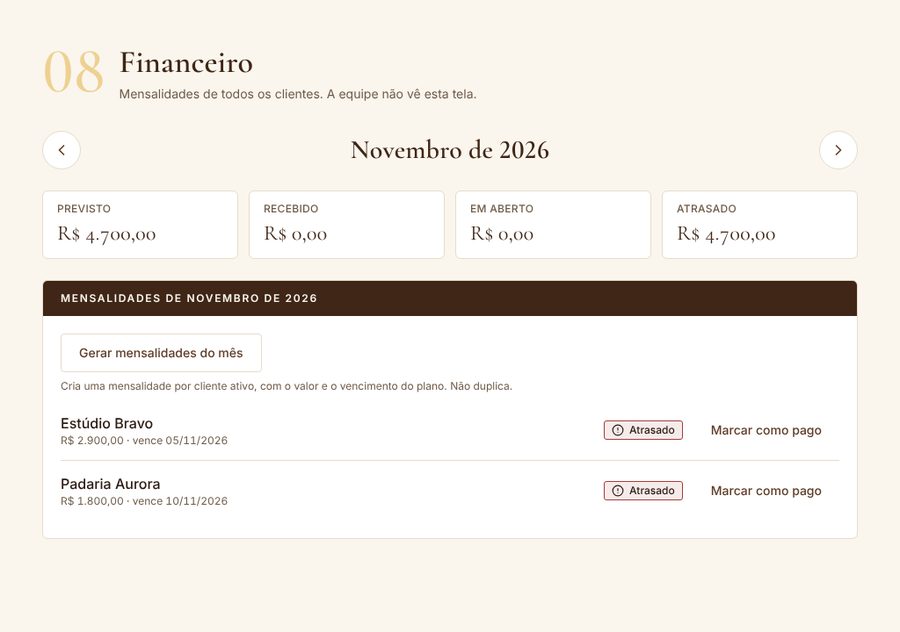 08 Financeiro
Mensalidades de todos os clientes. A equipe não vê esta tela.
Novembro de 2026
PREVISTO
R$ 4.700,00
RECEBIDO
R$ 0,00
EM ABERTO
R$ 0,00
ATRASADO
R$ 4.700,00
MENSALIDADES DE NOVEMBRO DE 2026
Gerar mensalidades do mês
Cria uma mensalidade por cliente ativo, com o valor e o vencimento do plano. Não duplica.
Estúdio Bravo
R$ 2.900,00 · vence 05/11/2026
Atrasado
Marcar como pago
Padaria Aurora
R$ 1.800,00 · vence 10/11/2026
Atrasado
Marcar como pago